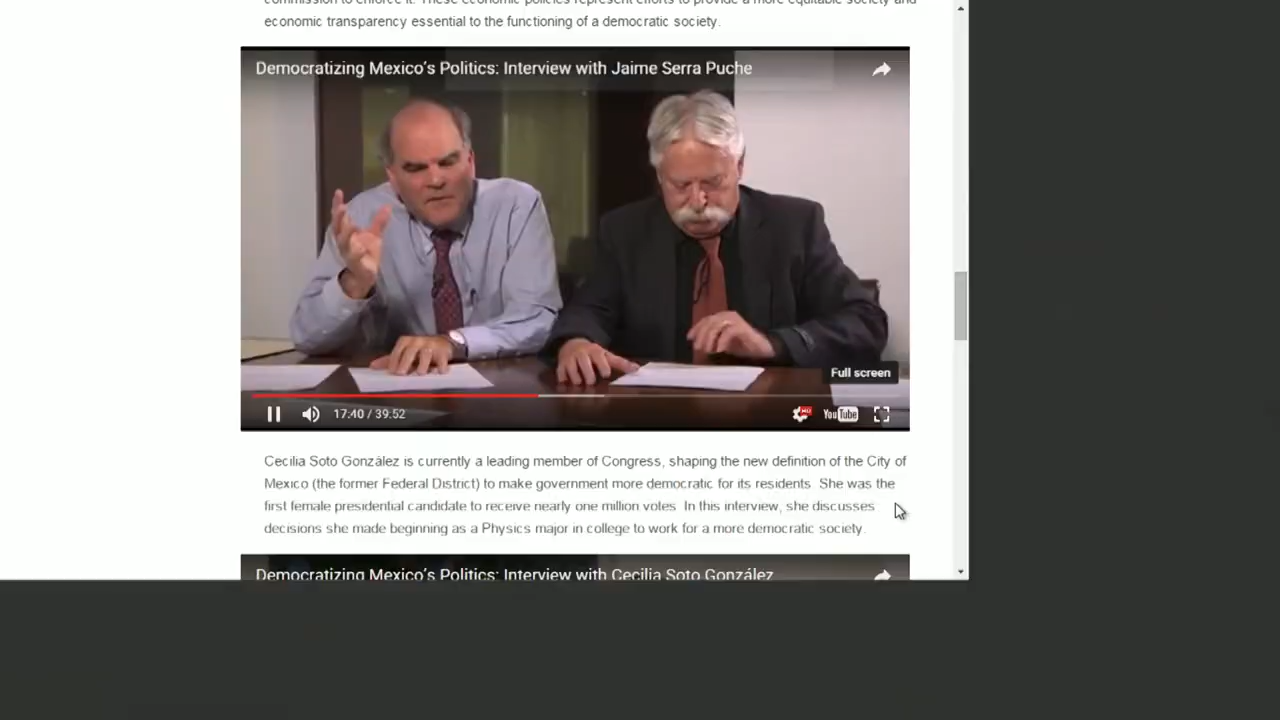 commission to enforce it. These economic policies represent efforts to provide a more equitable society and
economic transparency essential to the functioning of a democratic society.
Democratizing Mexico's Politics: Interview with Jaime Serra Puche
Full screen
17:40 / 39:52
HD
YouTube
Cecilia Soto González is currently a leading member of Congress, shaping the new definition of the City of
Mexico (the former Federal District) to make government more democratic for its residents. She was the
first female presidential candidate to receive nearly one million votes. In this interview, she discusses
decisions she made beginning as a Physics major in college to work for a more democratic society.
Democratizing Mexico's Politics: Interview with Cecilia Soto González